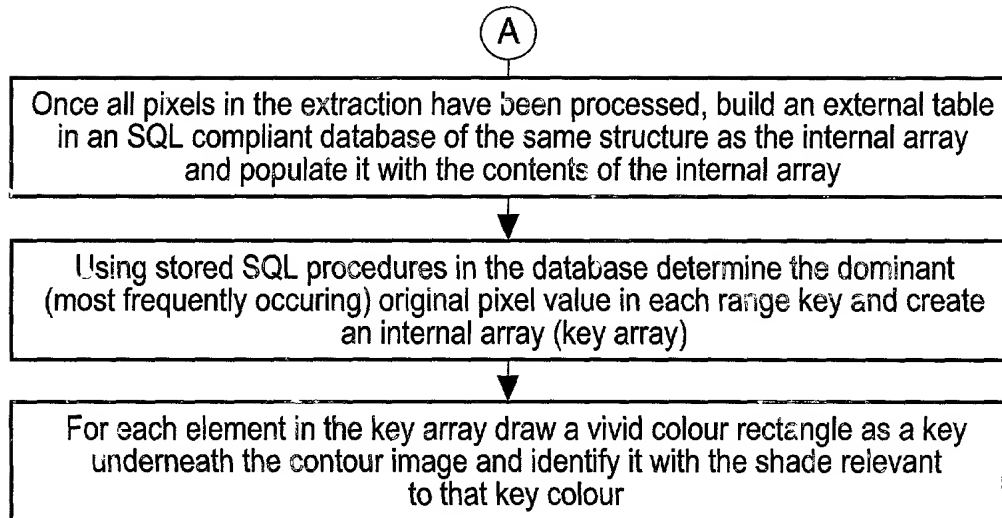 A
Once all pixels in the extraction have been processed, build an external table
in an SQL compliant database of the same structure as the internal array
and populate it with the contents of the internal array
Using stored SQL procedures in the database determine the dominant
(most frequently occuring) original pixel value in each range key and create
an internal array (key array)
For each element in the key array draw a vivid colour rectangle as a key
underneath the contour image and identify it with the shade relevant
to that key colour